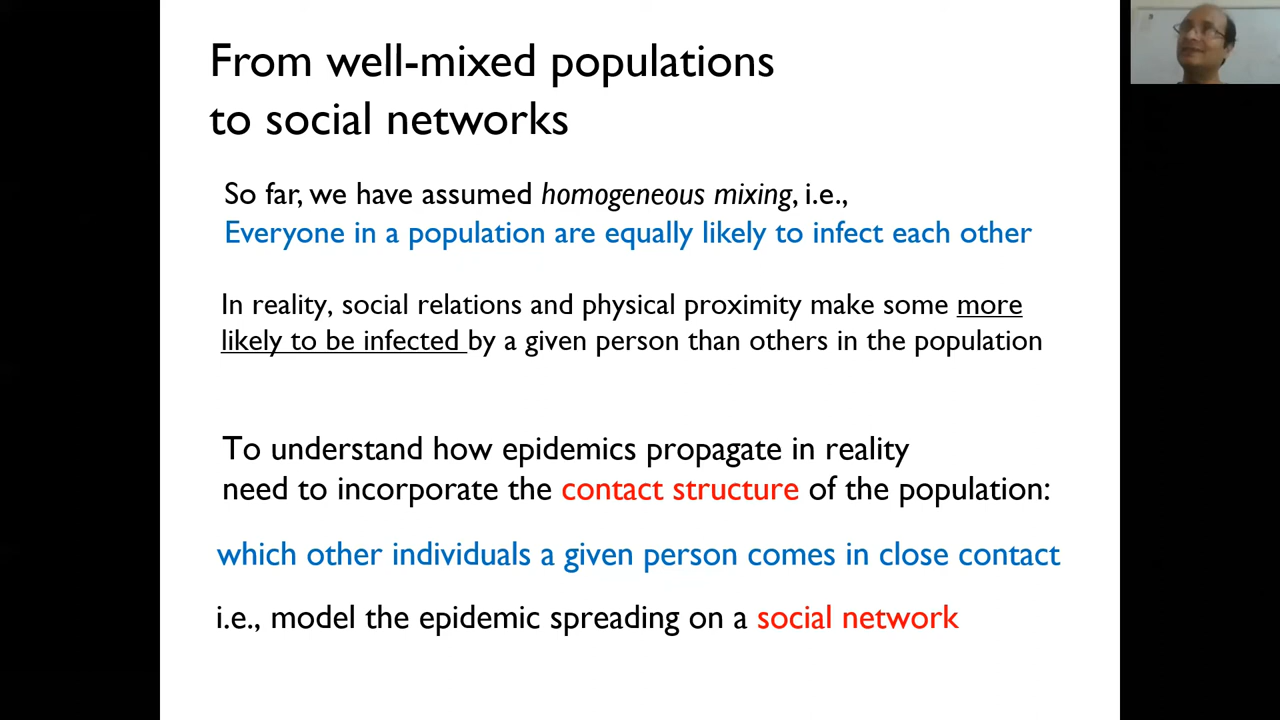 From well-mixed populations
to social networks
So far, we have assumed homogeneous mixing, i.e.,
Everyone in a population are equally likely to infect each other
In reality, social relations and physical proximity make some more
likely to be infected by a given person than others in the population
To understand how epidemics propagate in reality
need to incorporate the contact structure of the population:
which other individuals a given person comes in close contact
i.e., model the epidemic spreading on a social network